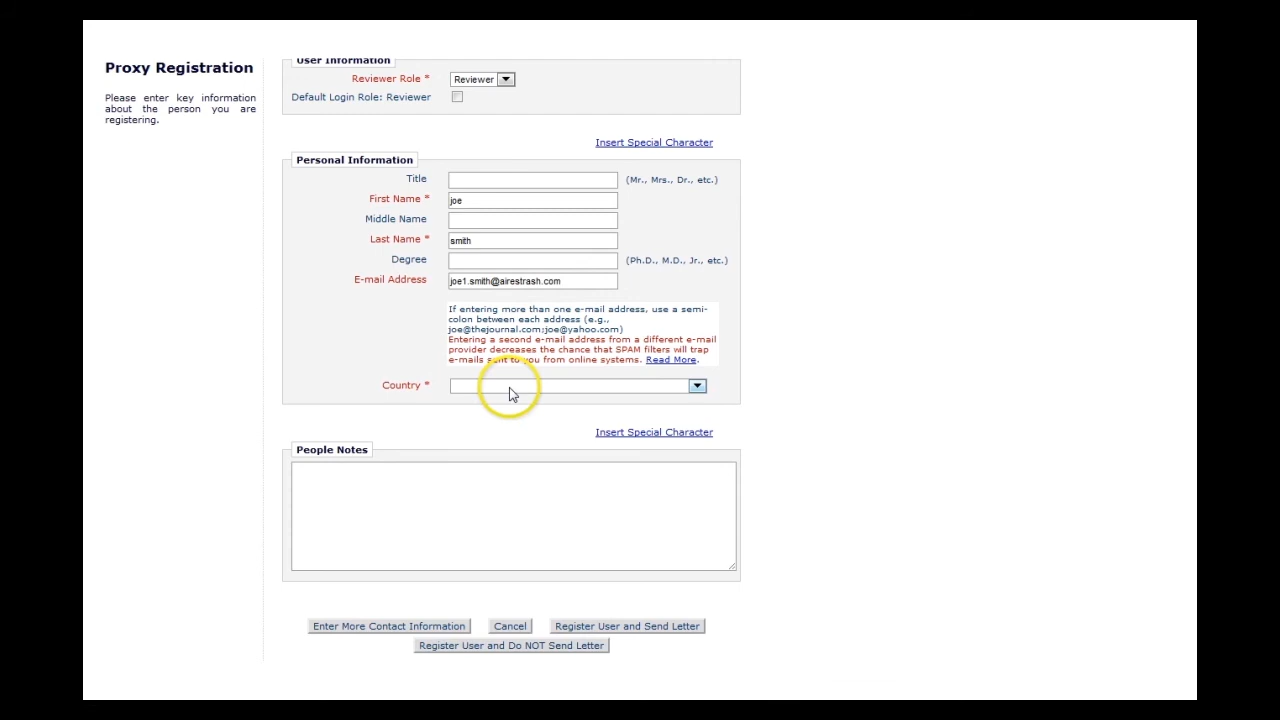 Proxy Registration
Please enter key information
about the person you are
registering.
User Information
Reviewer Role *
Reviewer
Default Login Role: Reviewer
Insert Special Character
Personal Information
Title
(Mr., Mrs., Dr., etc.)
First Name *
joe
Middle Name
Last Name *
smith
Degree
(Ph.D., M.D., Jr., etc.)
E-mail Address
joe1.smith@airestrash.com
If entering more than one e-mail address, use a semi-
colon between each address (e.g.,
joe@thejournal.com;joe@yahoo.com)
Entering a second e-mail address from a different e-mail
provider decreases the chance that SPAM filters will trap
e-mails sent to you from online systems. Read More.
Country *
Insert Special Character
People Notes
Enter More Contact Information
Cancel
Register User and Send Letter
Register User and Do NOT Send Letter